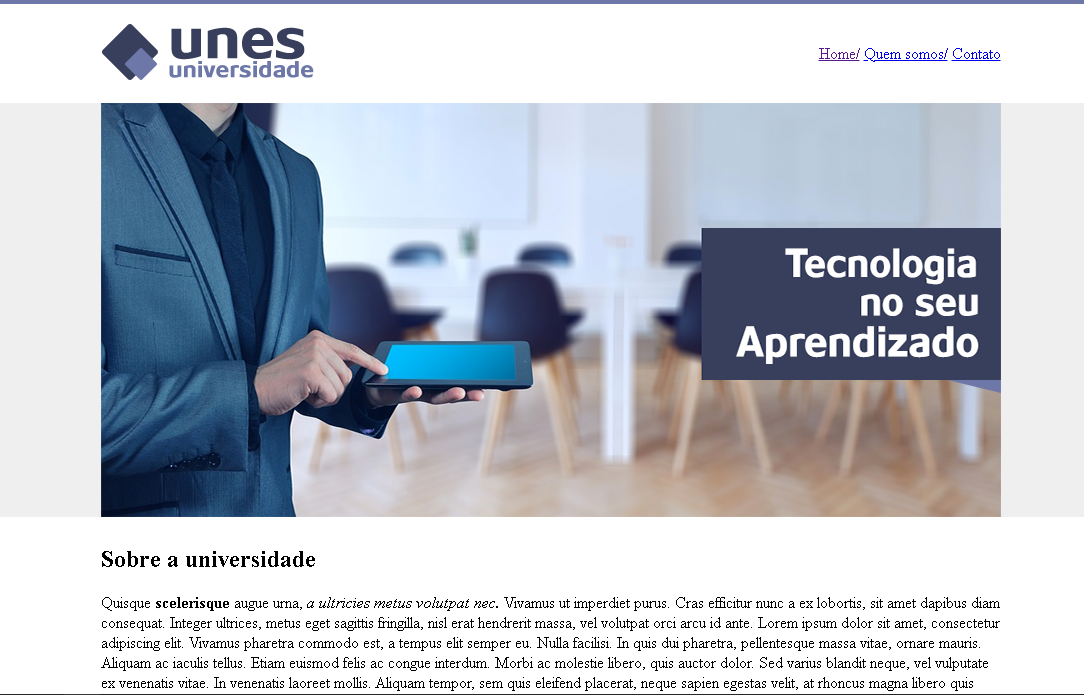 unes
universidade
Home/ Quem somos/ Contato
Tecnologia
no seu
Aprendizado
Sobre a universidade
Quisque scelerisque augue urna, a ultricies metus volutpat nec. Vivamus ut imperdiet purus. Cras efficitur nunc a ex lobortis, sit amet dapibus diam
consequat. Integer ultrices, metus eget sagittis fringilla, nisl erat hendrerit massa, vel volutpat orci arcu id ante. Lorem ipsum dolor sit amet, consectetur
adipiscing elit. Vivamus pharetra commodo est, a tempus elit semper eu. Nulla facilisi. In quis dui pharetra, pellentesque massa vitae, ornare mauris.
Aliquam ac iaculis tellus. Etiam euismod felis ac congue interdum. Morbi ac molestie libero, quis auctor dolor. Sed varius blandit neque, vel vulputate
ex venenatis vitae. In venenatis laoreet mollis. Aliquam tempor, sem quis eleifend placerat, neque sapien egestas velit, at rhoncus magna libero quis